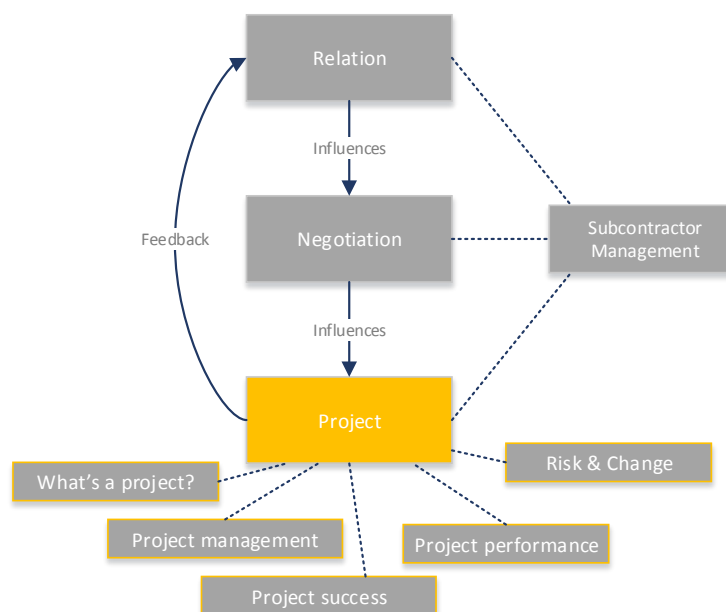 Relation
Influences
Feedback
Negotiation
Subcontractor
Management
Influences
Project
What's a project?
Risk & Change
Project management
Project performance
Project success